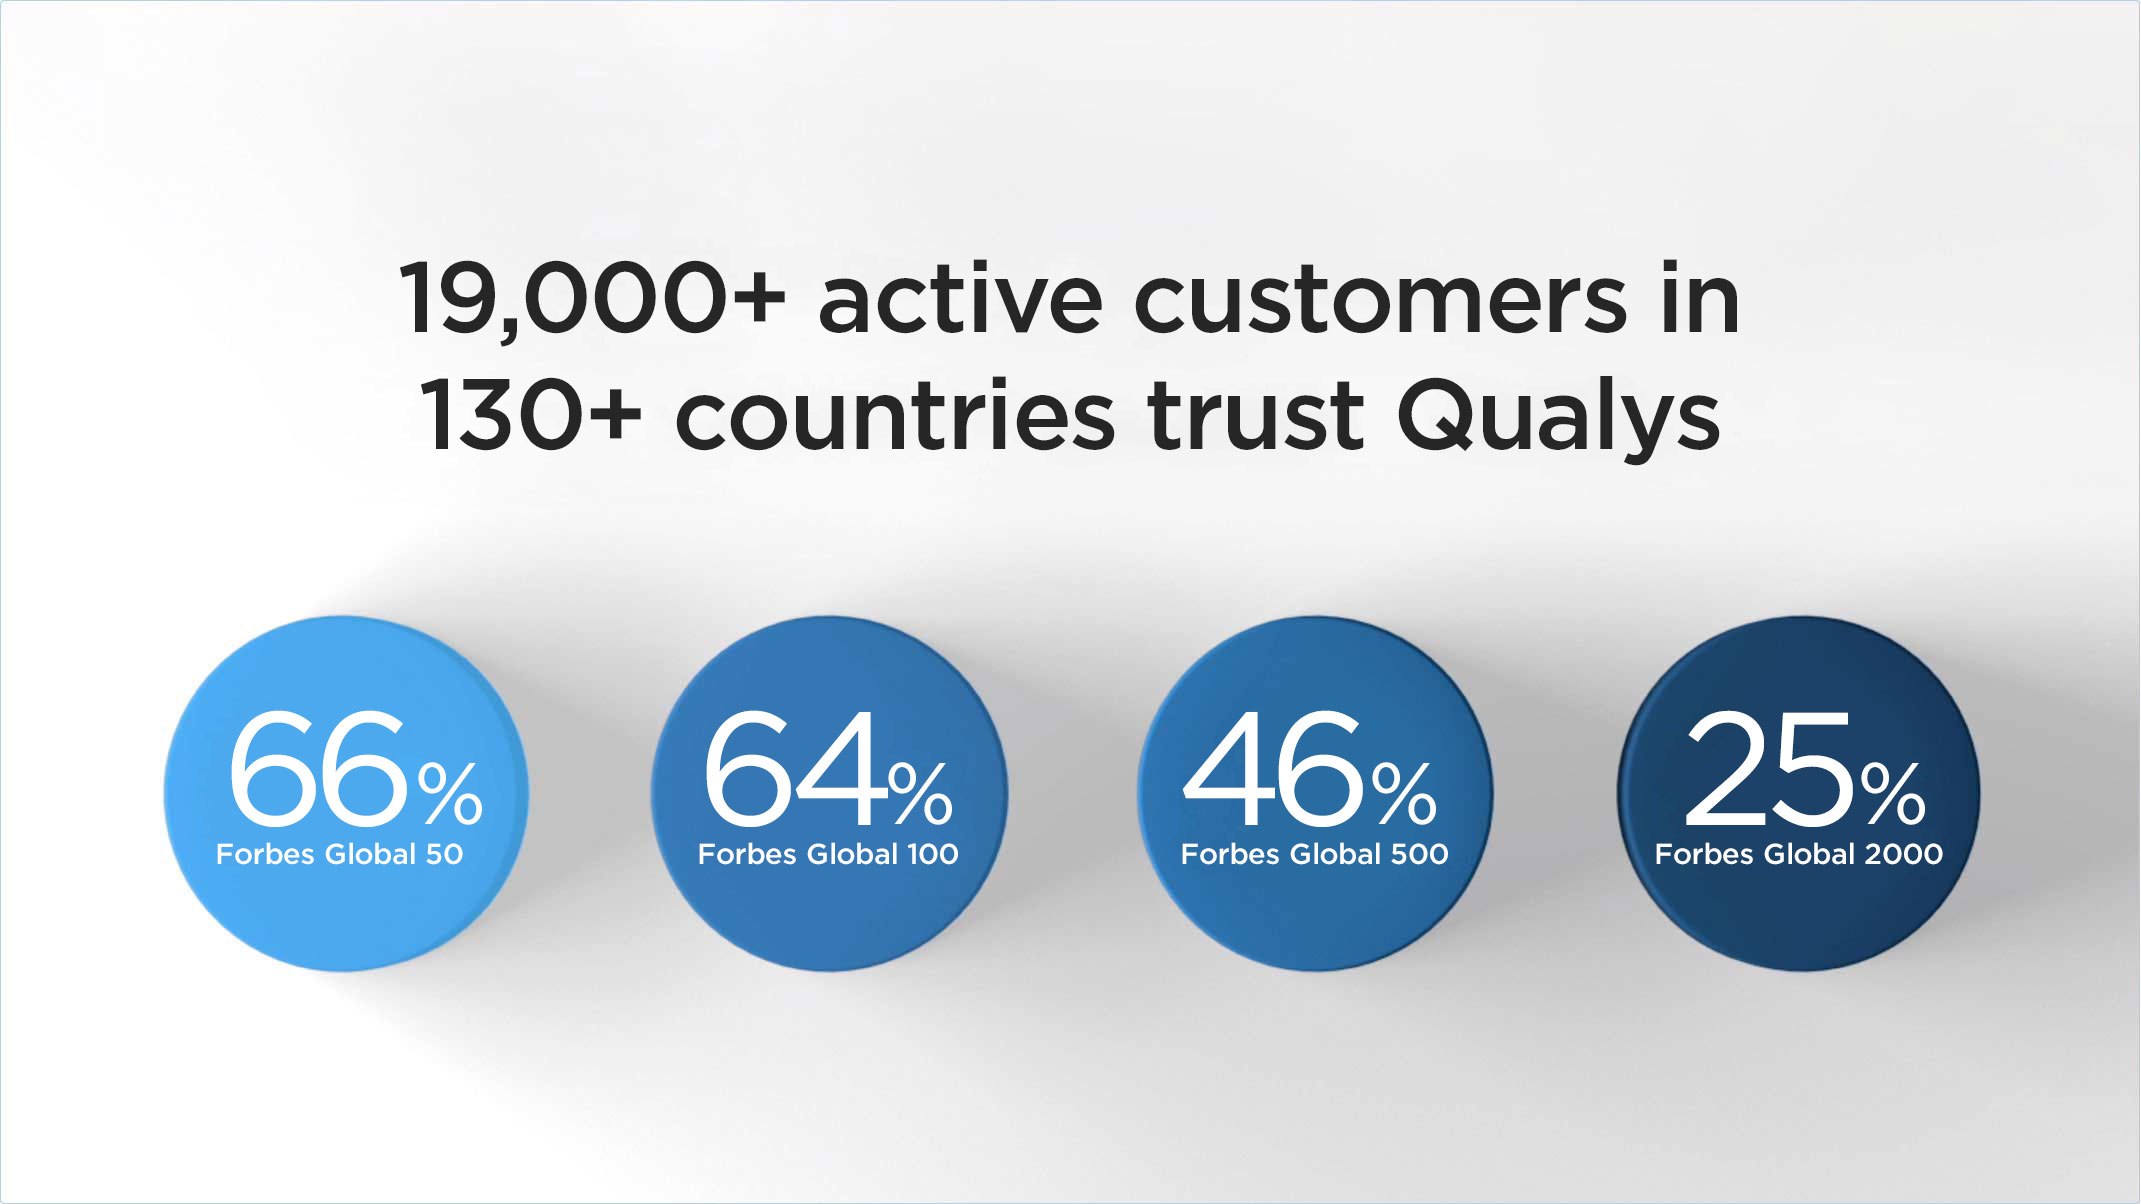 19,000+ active customers in
130+ countries trust Qualys
66%
Forbes Global 50
64%
Forbes Global 100
46%
Forbes Global 500
25%
Forbes Global 2000